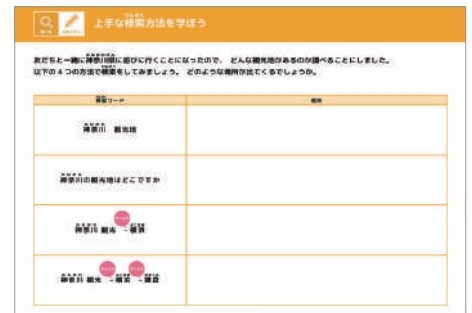 上手な検索方法を学ぼう
友だちと一緒に神奈川県に遊びに行くことになったので、どんな観光地があるのか調べることにしました。
以下の4つの方法で検索をしてみましょう。どのような場所が出てくるでしょうか。
検索ワード
場所
神奈川 観光地
神奈川の観光地はどこですか
神奈川 観光 -横浜
神奈川 観光 -横浜 -鎌倉